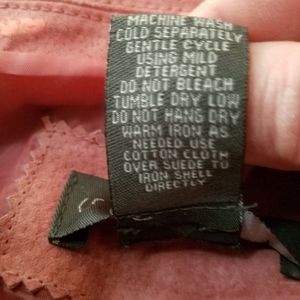 MACHINE WASH
COLD SEPARATELY
GENTLE CYCLE
USING MILD
DETERGENT
DO NOT BLEACH
TUMBLE DRY LOW
DO NOT HANG DRY
WARM IRON AS
NEEDED USE
COTTON CLOTH
OVER SUEDE TO
IRON SHELL
DIRECTLY